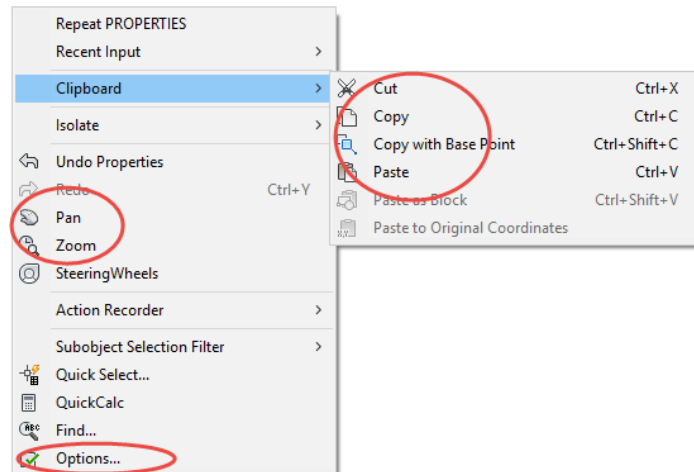 Repeat PROPERTIES
Recent Input
Clipboard
Isolate
Undo Properties
Redo Ctrl+Y
Pan
Zoom
SteeringWheels
Action Recorder
Subobject Selection Filter
Quick Select...
QuickCalc
Find...
Options...
Cut Ctrl+X
Copy Ctrl+C
Copy with Base Point Ctrl+Shift+C
Paste Ctrl+V
Paste as Block Ctrl+Shift+V
Paste to Original Coordinates